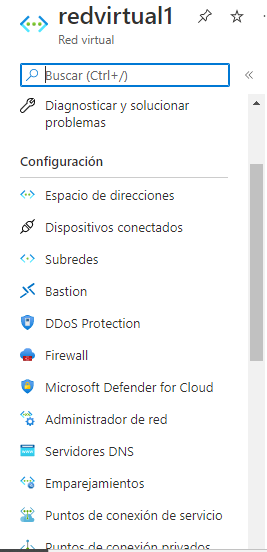 redvirtual1
Red virtual
Buscar (Ctrl+/)
Diagnosticar y solucionar
problemas
Configuración
Espacio de direcciones
Dispositivos conectados
Subredes
Bastion
DDoS Protection
Firewall
Microsoft Defender for Cloud
Administrador de red
Servidores DNS
Emparejamientos
Puntos de conexión de servicio
Puntos de conexión privados